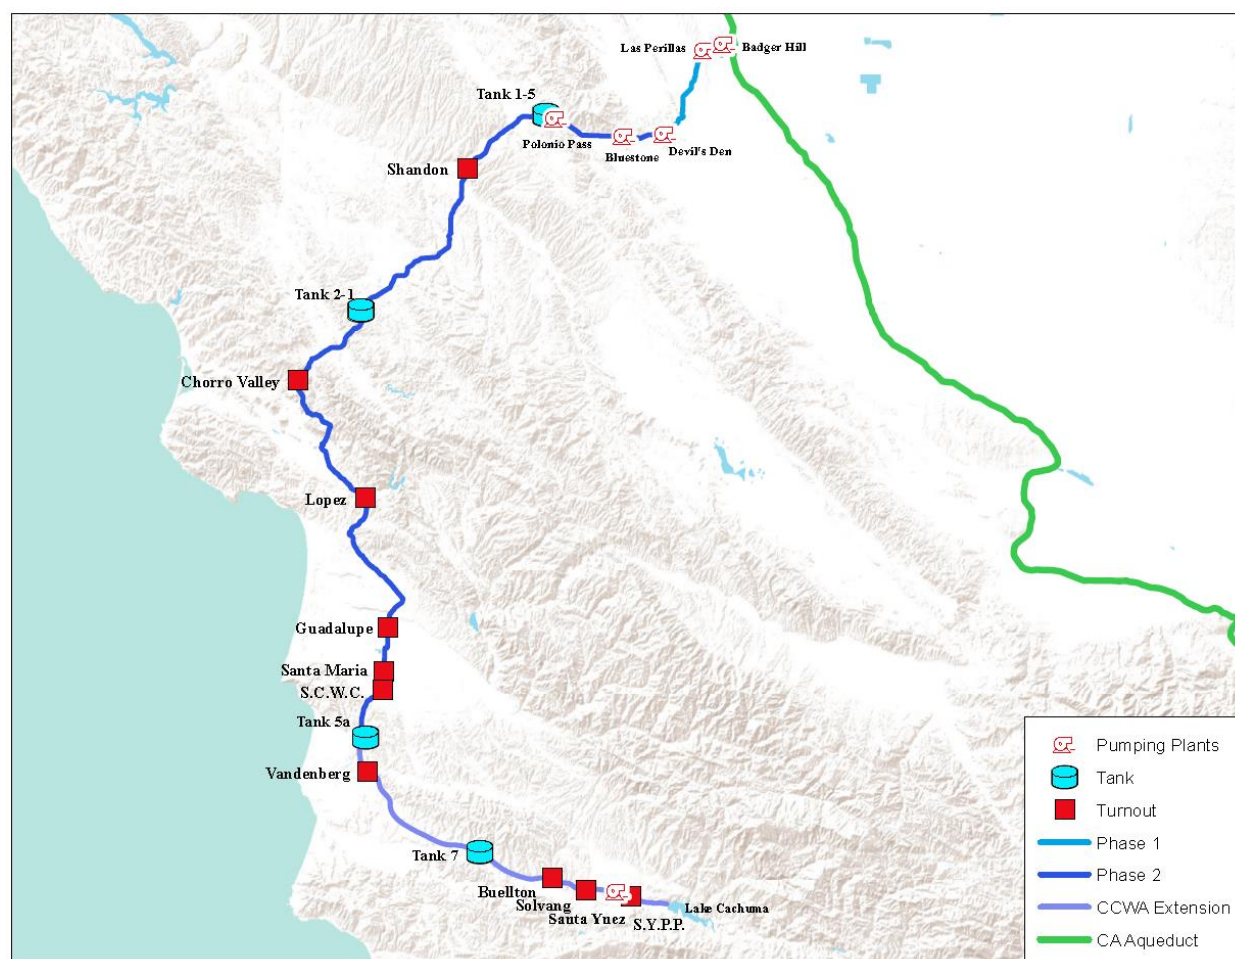 Las Perillas
Badger Hill
Tank 1-5
Polonio Pass
Bluestone
Devil's Den
Shandon
Tank 2-1
Chorro Valley
Lopez
Guadalupe
Santa Maria
S.C.W.C.
Tank 5a
Vandenberg
Tank 7
Buellton
Solvang
Santa Ynez
S.Y.P.P.
Lake Cachuma
Pumping Plants
Tank
Turnout
Phase 1
Phase 2
CCWA Extension
CA Aqueduct